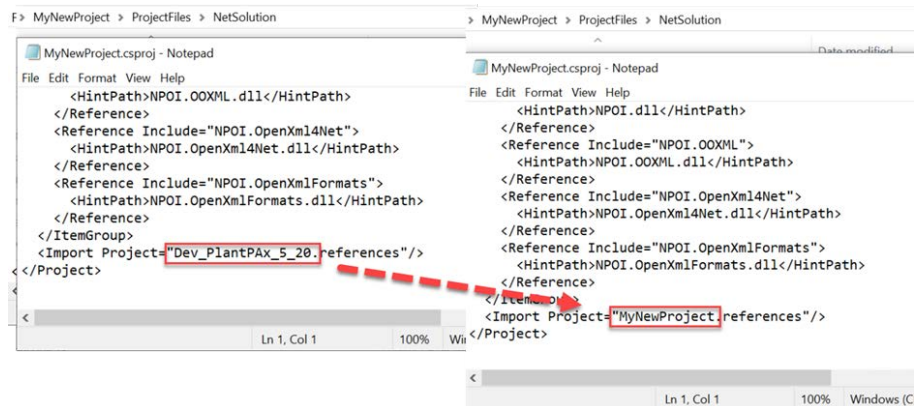 F > MyNewProject > ProjectFiles > NetSolution
MyNewProject.csproj - Notepad
File Edit Format View Help
<HintPath>NPOI.OOXML.dll</HintPath>
</Reference>
<Reference Include="NPOI.OpenXml4Net">
<HintPath>NPOI.OpenXml4Net.dll</HintPath>
</Reference>
<Reference Include="NPOI.OpenXmlFormats">
<HintPath>NPOI.OpenXmlFormats.dll</HintPath>
</Reference>
</ItemGroup>
<Import Project="Dev_PlantPAx_5_20.references"/>
</Project>
Ln 1, Col 1 100% Wi
> MyNewProject > ProjectFiles > NetSolution
Date modified
MyNewProject.csproj - Notepad
File Edit Format View Help
<HintPath>NPOI.dll</HintPath>
</Reference>
<Reference Include="NPOI.OOXML">
<HintPath>NPOI.OOXML.dll</HintPath>
</Reference>
<Reference Include="NPOI.OpenXml4Net">
<HintPath>NPOI.OpenXml4Net.dll</HintPath>
</Reference>
<Reference Include="NPOI.OpenXmlFormats">
<HintPath>NPOI.OpenXmlFormats.dll</HintPath>
</Reference>
</ItemGroup>
<Import Project="MyNewProject.references"/>
</Project>
Ln 1, Col 1 100% Windows (C